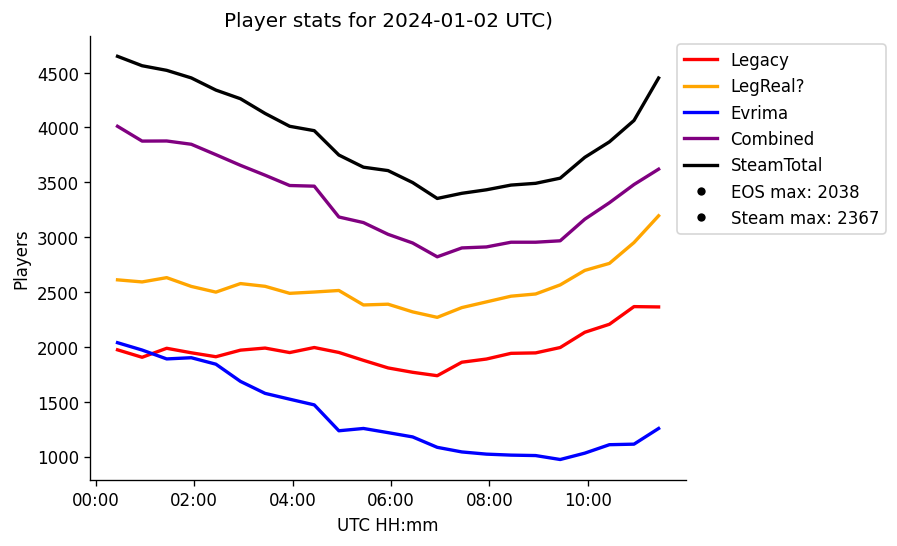 Player stats for 2024-01-02 UTC)
Legacy
LegReal?
Evrima
Combined
SteamTotal
EOS max: 2038
Steam max: 2367
Players
4500
4000
3500
3000
2500
2000
1500
1000
00:00 02:00 04:00 06:00 08:00 10:00
UTC HH:mm